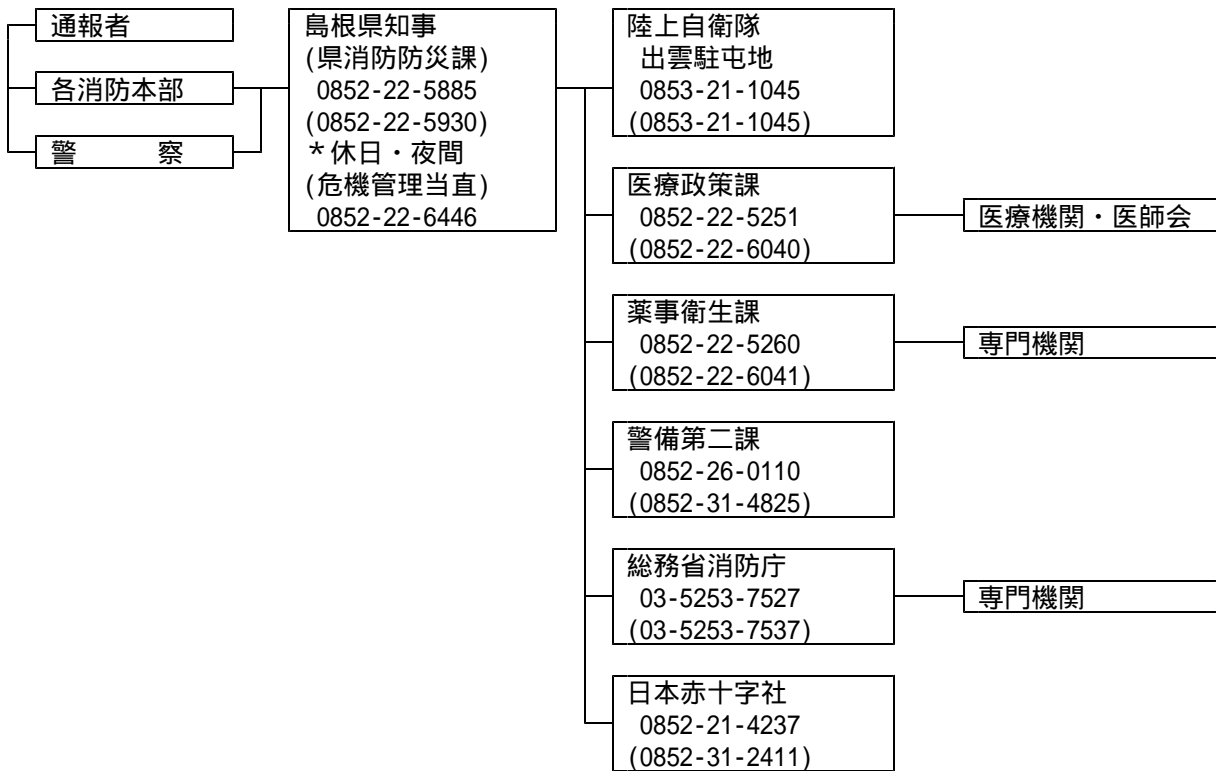 通報者
各消防本部
警　　察
島根県知事
(県消防防災課)
0852-22-5885
(0852-22-5930)
*休日・夜間
(危機管理当直)
0852-22-6446
陸上自衛隊
出雲駐屯地
0853-21-1045
(0853-21-1045)
医療政策課
0852-22-5251
(0852-22-6040)
医療機関・医師会
薬事衛生課
0852-22-5260
(0852-22-6041)
専門機関
警備第二課
0852-26-0110
(0852-31-4825)
総務省消防庁
03-5253-7527
(03-5253-7537)
専門機関
日本赤十字社
0852-21-4237
(0852-31-2411)